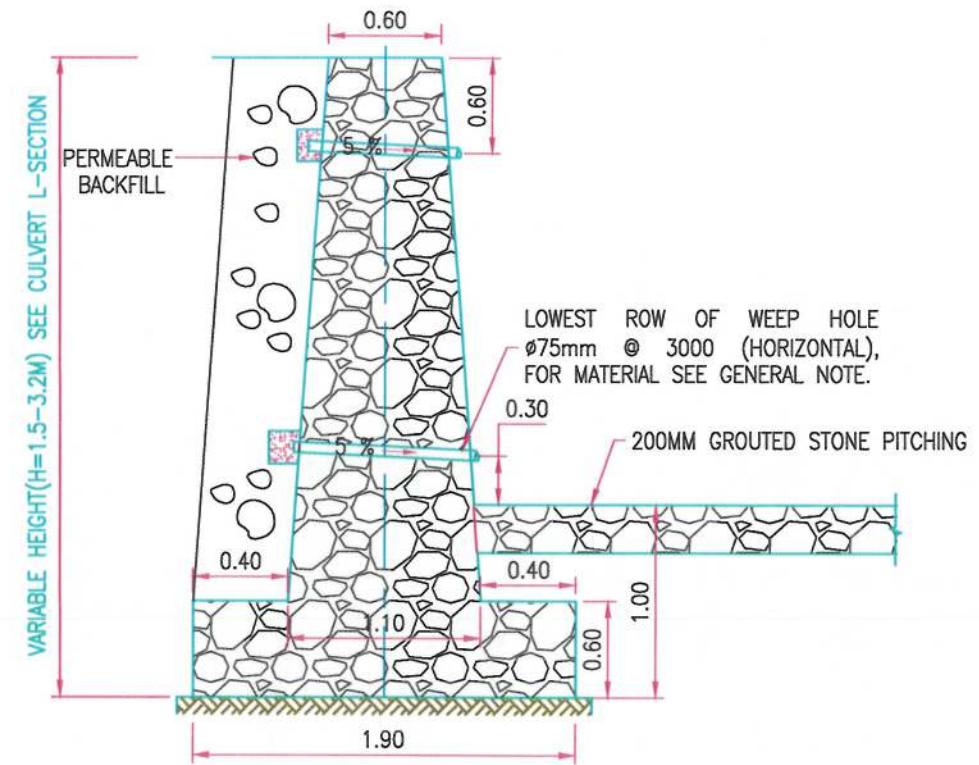 0.60
VARIABLE HEIGHT(H=1.5-3.2M) SEE CULVERT L-SECTION
0.60
PERMEABLE
BACKFILL
5 %
LOWEST ROW OF WEEP HOLE
ø75mm @ 3000 (HORIZONTAL),
FOR MATERIAL SEE GENERAL NOTE.
0.30
5 %
200MM GROUTED STONE PITCHING
0.40
0.40
1.00
1.10
0.60
1.90